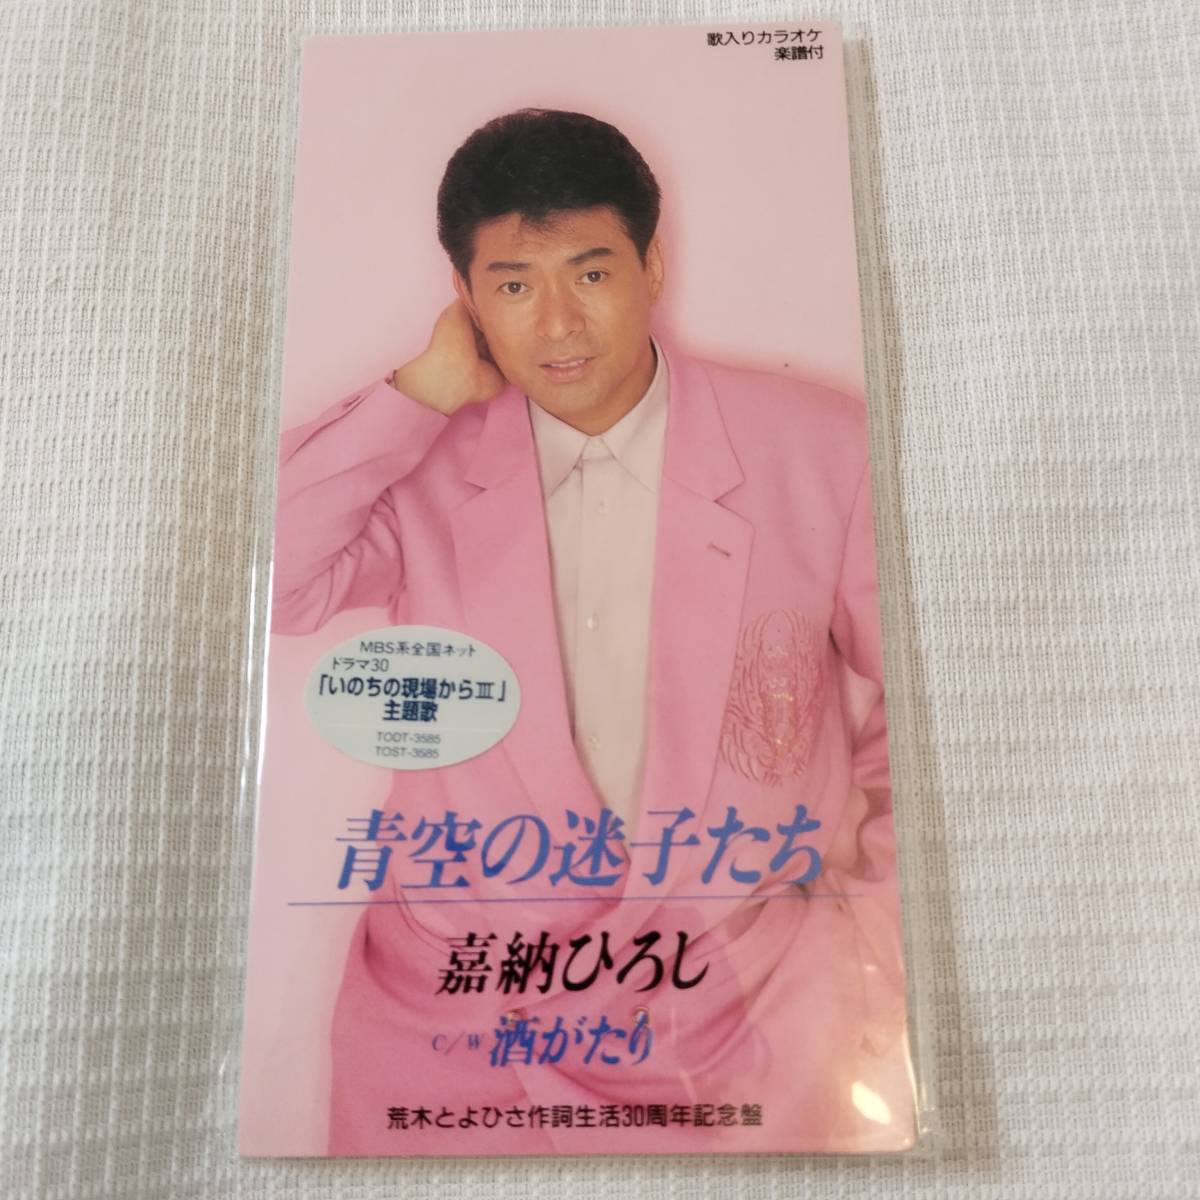 歌入りカラオケ
楽譜付
MBS系全国ネット
ドラマ30
「いのちの現場からⅢ」
主題歌
TODT-3585
TOST-3585
青空の迷子たち
嘉納ひろし
C/W 酒がたり
荒木とよひさ作詞生活30周年記念盤